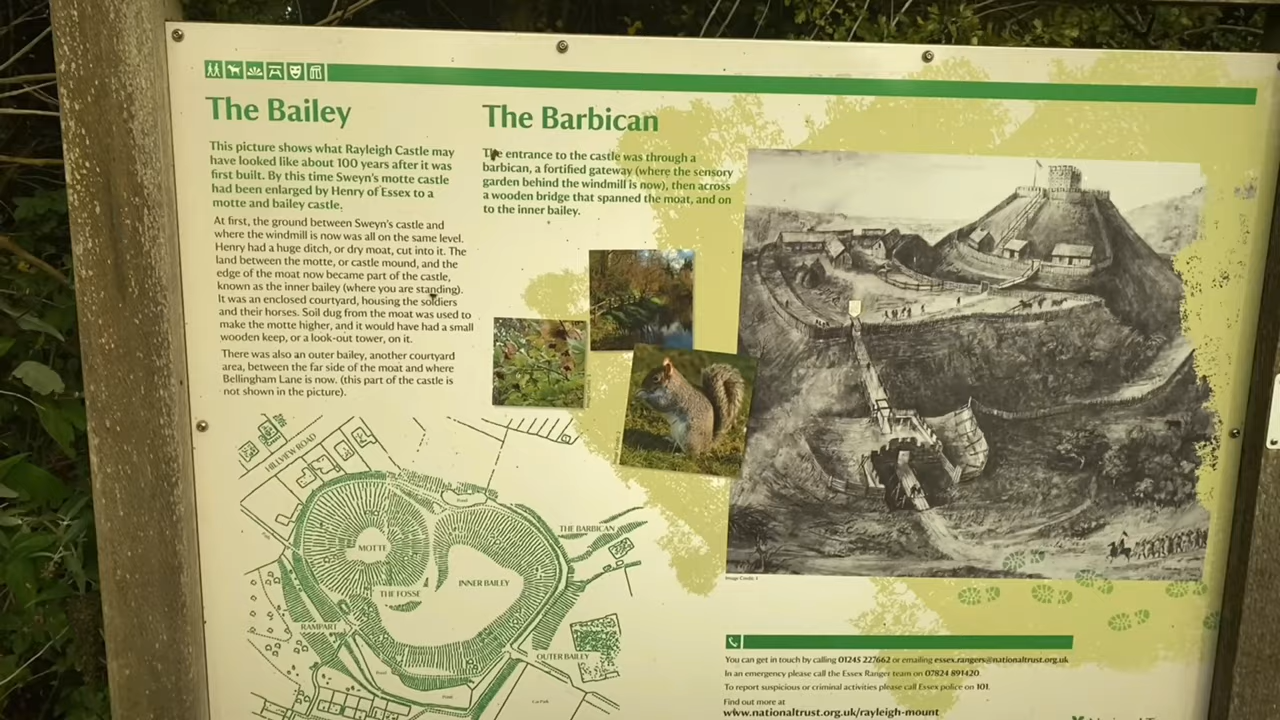 The Bailey
This picture shows what Rayleigh Castle may
have looked like about 100 years after it was
first built. By this time Sweyn's motte castle
had been enlarged by Henry of Essex to a
motte and bailey castle.
At first, the ground between Sweyn's castle and
where the windmill is now was all on the same level.
Henry had a huge ditch, or dry moat, cut into it. The
land between the motte, or castle mound, and the
edge of the moat now became part of the castle,
known as the inner bailey (where you are standing).
It was an enclosed courtyard, housing the soldiers
and their horses. Soil dug from the moat was used to
make the motte higher, and it would have had a small
wooden keep, or a look-out tower, on it.
There was also an outer bailey, another courtyard
area, between the far side of the moat and where
Bellingham Lane is now. (this part of the castle is
not shown in the picture).
The Barbican
The entrance to the castle was through a
barbican, a fortified gateway (where the sensory
garden behind the windmill is now), then across
a wooden bridge that spanned the moat, and on
to the inner bailey.
HILLVIEW ROAD
Pond
THE BARBICAN
MOTTE
INNER BAILEY
THE FOSSE
RAMPART
OUTER BAILEY
Pond
Pond
Car Park
Image Credit: 1
You can get in touch by calling 01245 227662 or emailing essex.rangers@nationaltrust.org.uk
In an emergency please call the Essex Ranger team on 07824 891420.
To report suspicious or criminal activities please call Essex police on 101.
Find out more at
www.nationaltrust.org.uk/rayleigh-mount